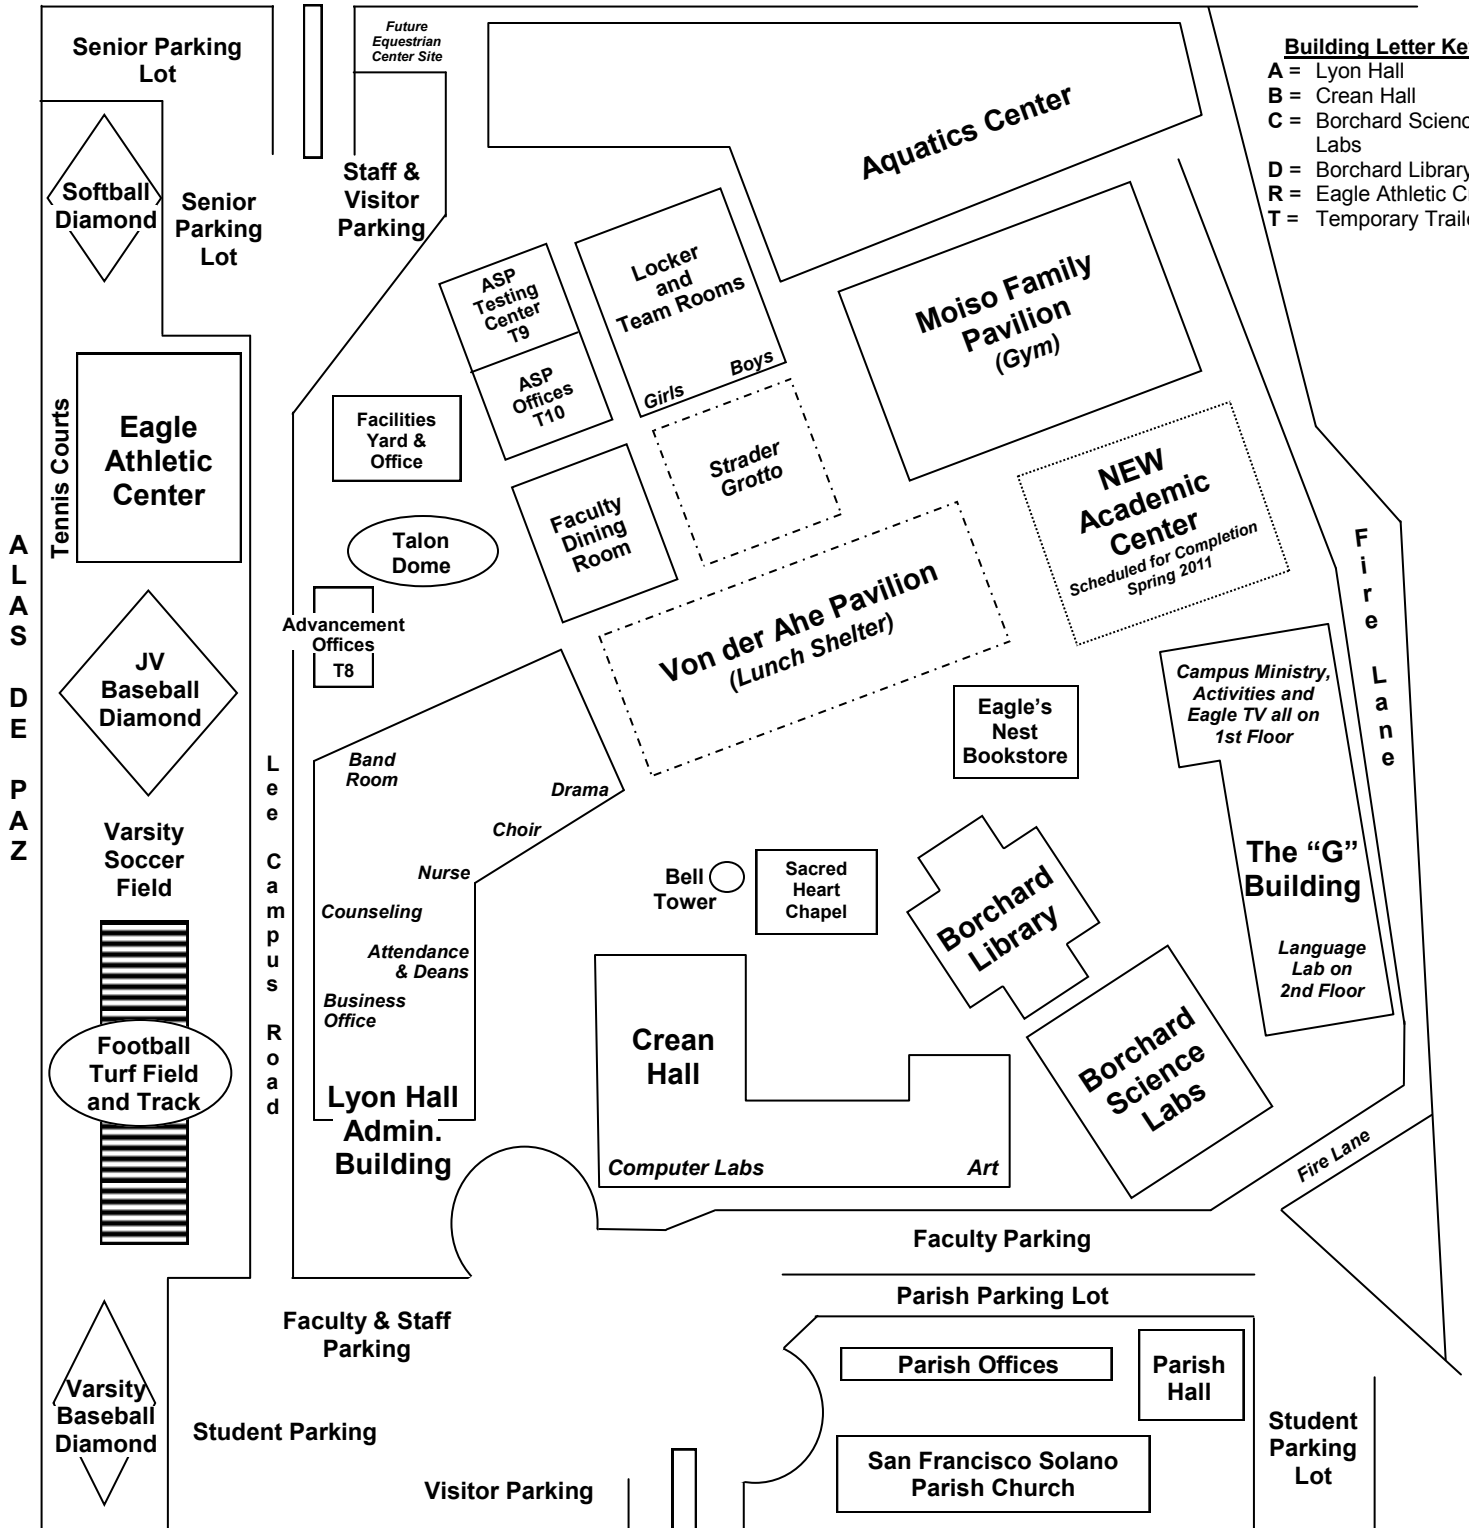 Senior Parking
Lot
Future
Equestrian
Center Site
Building Letter Ke
A = Lyon Hall
B = Crean Hall
C = Borchard Scienc
Labs
D = Borchard Library
R = Eagle Athletic C
T = Temporary Traile
Aquatics Center
Staff &
Visitor
Parking
Softball
Diamond
Senior
Parking
Lot
ASP
Testing
Center
T9
ASP
Offices
T10
Locker
and
Team Rooms
Girls
Boys
Moiso Family
Pavilion
(Gym)
Tennis Courts
Eagle
Athletic
Center
Facilities
Yard &
Office
Strader
Grotto
NEW
Academic
Center
Scheduled for Completion
Spring 2011
Faculty
Dining
Room
Talon
Dome
ALAS DE PAZ
Fire Lane
Advancement
Offices
T8
Von der Ahe Pavilion
(Lunch Shelter)
JV
Baseball
Diamond
Campus Ministry,
Activities and
Eagle TV all on
1st Floor
Eagle's
Nest
Bookstore
Lee Campus Road
Band
Room
Drama
Choir
Nurse
Counseling
Attendance
& Deans
Business
Office
Lyon Hall
Admin.
Building
Varsity
Soccer
Field
Bell
Tower
Sacred
Heart
Chapel
Borchard
Library
The “G”
Building
Language
Lab on
2nd Floor
Football
Turf Field
and Track
Crean
Hall
Computer Labs
Art
Borchard
Science
Labs
Fire Lane
Faculty Parking
Parish Parking Lot
Faculty & Staff
Parking
Parish Offices
Parish
Hall
Varsity
Baseball
Diamond
Student Parking
Student
Parking
Lot
San Francisco Solano
Parish Church
Visitor Parking